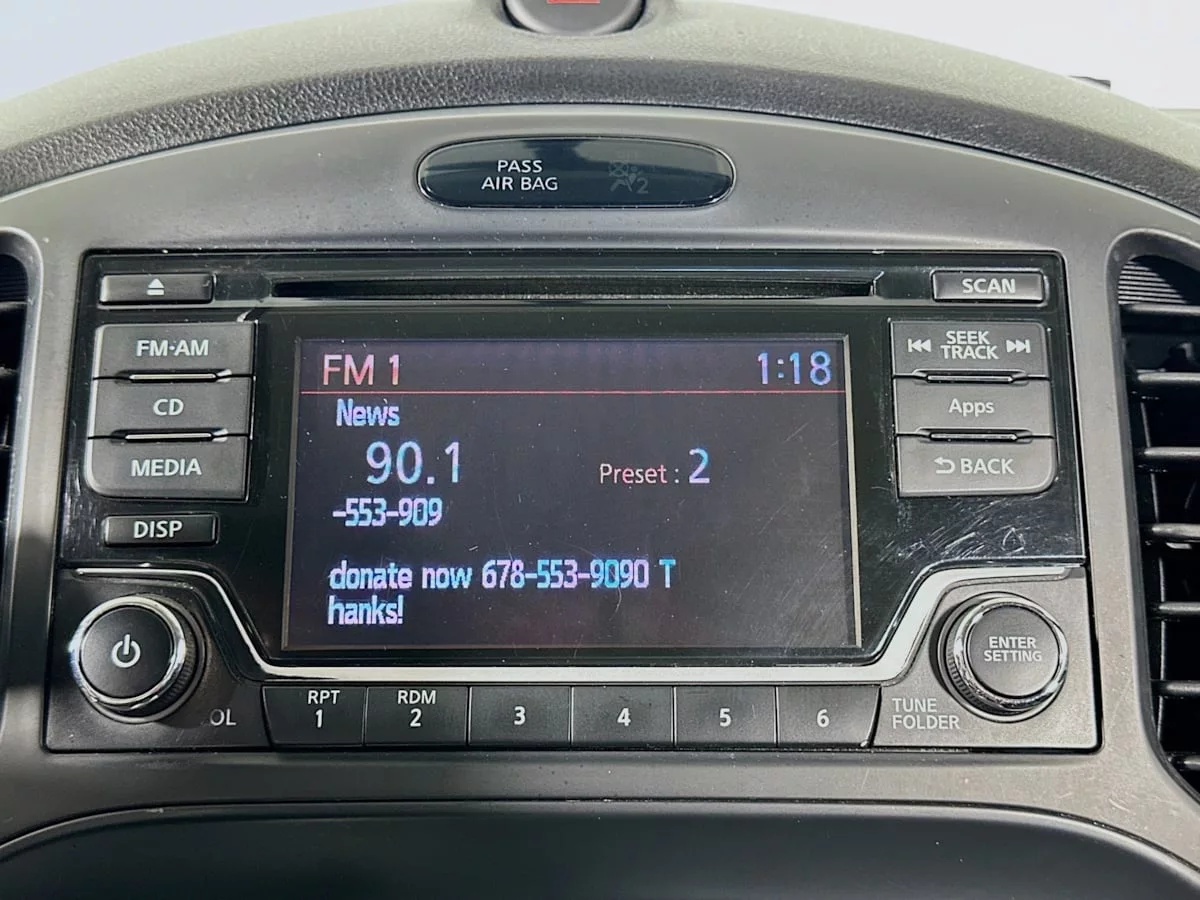 PASS
AIR BAG
2
SCAN
FM·AM
SEEK
TRACK
CD
Apps
MEDIA
BACK
DISP
FM 1 1:18
News
90.1 Preset : 2
-553-909
donate now 678-553-9090 T
hanks!
ENTER
SETTING
OL
RPT
1
RDM
2
3
4
5
6
TUNE
FOLDER